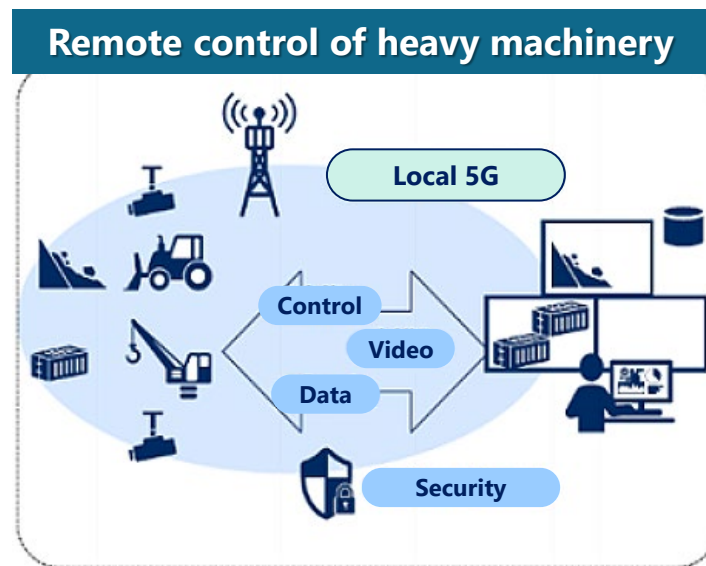 Remote control of heavy machinery
Local 5G
Control
Video
Data
Security